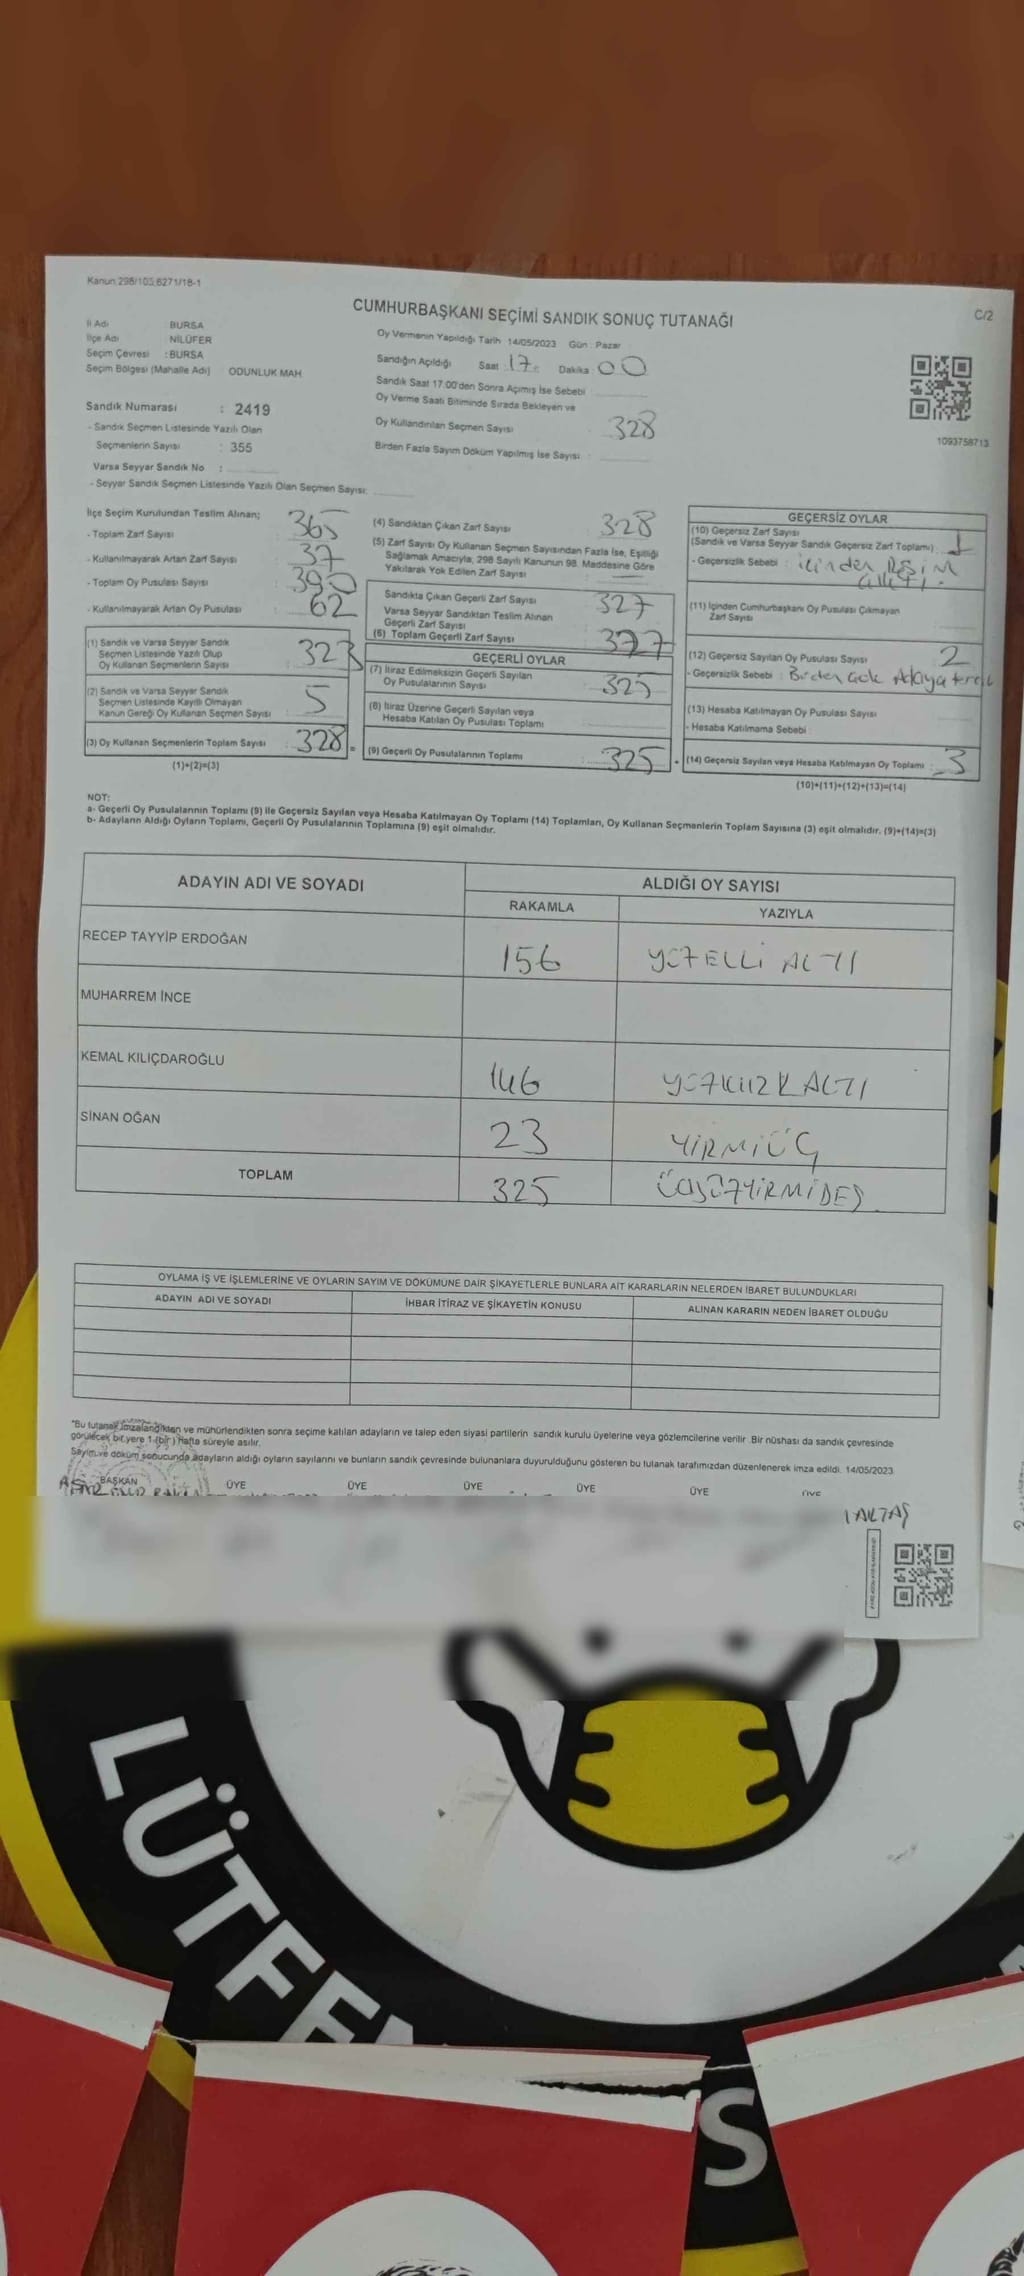 Kanun:298/103,6271/18-1
CUMHURBAŞKANI SEÇİMİ SANDIK SONUÇ TUTANAĞI
C/2
İl Adı : BURSA
İlçe Adı : NİLÜFER
Seçim Çevresi : BURSA
Seçim Bölgesi (Mahalle Adı) ODUNLUK MAH.
Sandık Numarası : 2419
- Sandık Seçmen Listesinde Yazılı Olan
Seçmenlerin Sayısı : 355
Varsa Seyyar Sandık No :
- Seyyar Sandık Seçmen Listesinde Yazılı Olan Seçmen Sayısı:
Oy Vermenin Yapıldığı Tarih 14/05/2023 Gün : Pazar
Sandığın Açıldığı Saat : 17 : Dakika : 00
Sandık Saat 17.00'den Sonra Açımış İse Sebebi
Oy Verme Saati Bitiminde Sırada Bekleyen ve
Oy Kullandırılan Seçmen Sayısı : 328
Birden Fazla Sayım Döküm Yapılmış İse Sayısı :
1093758713
İlçe Seçim Kurulundan Teslim Alınan;
- Toplam Zarf Sayısı : 365
- Kullanılmayarak Artan Zarf Sayısı : 37
- Toplam Oy Pusulası Sayısı : 390
- Kullanılmayarak Artan Oy Pusulası : 62
(1) Sandık ve Varsa Seyyar Sandık
Seçmen Listesinde Yazılı Olup
Oy Kullanan Seçmenlerin Sayısı : 323
(2) Sandık ve Varsa Seyyar Sandık
Seçmen Listesinde Kayıtlı Olmayan
Kanun Gereği Oy Kullanan Seçmen Sayısı : 5
(3) Oy Kullanan Seçmenlerin Toplam Sayısı : 328 =
(1)+(2)=(3)
(4) Sandıktan Çıkan Zarf Sayısı 328
(5) Zarf Sayısı Oy Kullanan Seçmen Sayısından Fazla İse, Eşitliği
Sağlamak Amacıyla, 298 Sayılı Kanunun 98. Maddesine Göre
Yakılarak Yok Edilen Zarf Sayısı : —
Sandıkta Çıkan Geçerli Zarf Sayısı : 327
Varsa Seyyar Sandıktan Teslim Alınan
Geçerli Zarf Sayısı
(6) Toplam Geçerli Zarf Sayısı : 327
GEÇERLİ OYLAR
(7) İtiraz Edilmeksizin Geçerli Sayılan
Oy Pusulalarının Sayısı : 325
(8) İtiraz Üzerine Geçerli Sayılan veya
Hesaba Katılan Oy Pusulası Toplamı :
(9) Geçerli Oy Pusulalarının Toplamı : 325 +
GEÇERSİZ OYLAR
(10) Geçersiz Zarf Sayısı
(Sandık ve Varsa Seyyar Sandık Geçersiz Zarf Toplamı) : 1
- Geçersizlik Sebebi : içinden Resim
(11) İçinden Cumhurbaşkanı Oy Pusulası Çıkmayan
Zarf Sayısı
(12) Geçersiz Sayılan Oy Pusulası Sayısı 2
- Geçersizlik Sebebi : Birden Adaya
(13) Hesaba Katılmayan Oy Pusulası Sayısı
- Hesaba Katılmama Sebebi :
(14) Geçersiz Sayılan veya Hesaba Katılmayan Oy Toplamı : 3
(10)+(11)+(12)+(13)=(14)
NOT:
a- Geçerli Oy Pusulalarının Toplamı (9) ile Geçersiz Sayılan veya Hesaba Katılmayan Oy Toplamı (14) Toplamları, Oy Kullanan Seçmenlerin Toplam Sayısına (3) eşit olmalıdır. (9)+(14)=(3)
b- Adayların Aldığı Oyların Toplamı, Geçerli Oy Pusulalarının Toplamına (9) eşit olmalıdır.
ADAYIN ADI VE SOYADI
ALDIĞI OY SAYISI
RAKAMLA YAZIYLA
RECEP TAYYİP ERDOĞAN 156 YÜZELLİ ALTI
MUHARREM İNCE
KEMAL KILIÇDAROĞLU 146 YÜZKIRK ALTI
SİNAN OĞAN 23 YİRMİÜÇ
TOPLAM 325 ÜÇYÜZYİRMİBEŞ
OYLAMA İŞ VE İŞLEMLERİNE VE OYLARIN SAYIM VE DÖKÜMÜNE DAİR ŞİKAYETLERLE BUNLARA AİT KARARLARIN NELERDEN İBARET BULUNDUKLARI
ADAYIN ADI VE SOYADI İHBAR İTİRAZ VE ŞİKAYETİN KONUSU ALINAN KARARIN NEDEN İBARET OLDUĞU
"Bu tutanak imzalandıktan ve mühürlendikten sonra seçime katılan adayların ve talep eden siyasi partilerin sandık kurulu üyelerine veya gözlemcilerine verilir. Bir nüshası da sandık çevresinde
görülecek bir yere 1 (bir) hafta süreyle asılır.
Sayım ve döküm sonucunda adayların aldığı oyların sayılarını ve bunların sandık çevresinde bulunanlara duyurulduğunu gösteren bu tutanak tarafımızdan düzenlenerek imza edildi. 14/05/2023
BAŞKAN ÜYE ÜYE ÜYE ÜYE ÜYE ÜYE
AKTAŞ
LÜTFEN
S